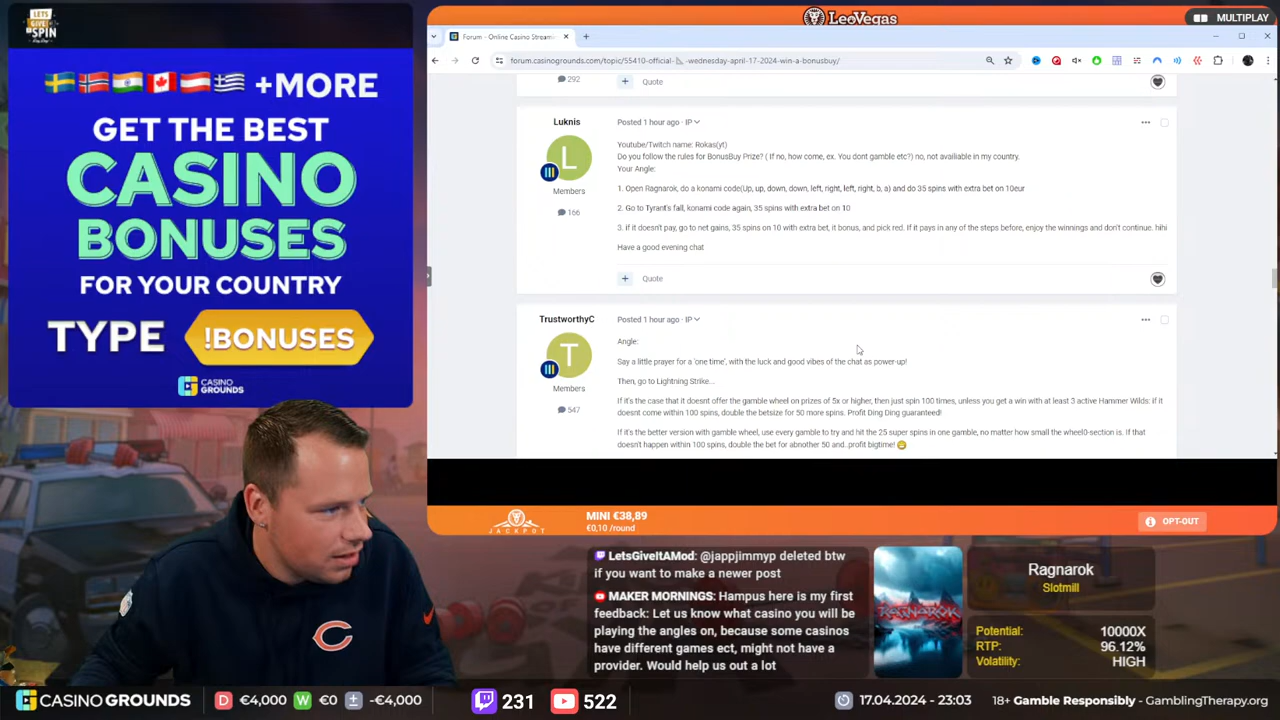 LETS
GIVE IT A
SPIN
+MORE
GET THE BEST
CASINO
BONUSES
FOR YOUR COUNTRY
TYPE !BONUSES
CASINO
GROUNDS
LeoVegas
MULTIPLAY
Forum - Online Casino Stream
forum.casinogrounds.com/topic/55410-official-📐-wednesday-april-17-2024-win-a-bonusbuy/
292
Quote
Luknis
Posted 1 hour ago · IP
L
Members
166
Youtube/Twitch name: Rokas(yt)
Do you follow the rules for BonusBuy Prize? ( If no, how come, ex. You dont gamble etc?) no, not availiable in my country.
Your Angle:
1. Open Ragnarok, do a konami code(Up, up, down, down, left, right, left, right, b, a) and do 35 spins with extra bet on 10eur
2. Go to Tyrant's fall, konami code again, 35 spins with extra bet on 10
3. if it doesn't pay, go to net gains, 35 spins on 10 with extra bet, it bonus, and pick red. If it pays in any of the steps before, enjoy the winnings and don't continue. hihi
Have a good evening chat
Quote
TrustworthyC
Posted 1 hour ago · IP
T
Members
547
Angle:
Say a little prayer for a 'one time', with the luck and good vibes of the chat as power-up!
Then, go to Lightning Strike...
If it's the case that it doesnt offer the gamble wheel on prizes of 5x or higher, then just spin 100 times, unless you get a win with at least 3 active Hammer Wilds: if it
doesnt come within 100 spins, double the betsize for 50 more spins. Profit Ding Ding guaranteed!
If it's the better version with gamble wheel, use every gamble to try and hit the 25 super spins in one gamble, no matter how small the wheel0-section is. If that
doesn't happen within 100 spins, double the bet for abnother 50 and..profit bigtime! 😁
JACKPOT
MINI €38,89
€0,10 /round
OPT-OUT
LetsGiveItAMod: @jappjimmyp deleted btw
if you want to make a newer post
MAKER MORNINGS: Hampus here is my first
feedback: Let us know what casino you will be
playing the angles on, because some casinos
have different games ect, might not have a
provider. Would help us out a lot
RAGNAROK
Ragnarok
Slotmill
Potential: 10000X
RTP: 96.12%
Volatility: HIGH
CASINOGROUNDS
D €4,000 W €0 ± -€4,000
231
522
17.04.2024 - 23:03
18+ Gamble Responsibly - GamblingTherapy.org